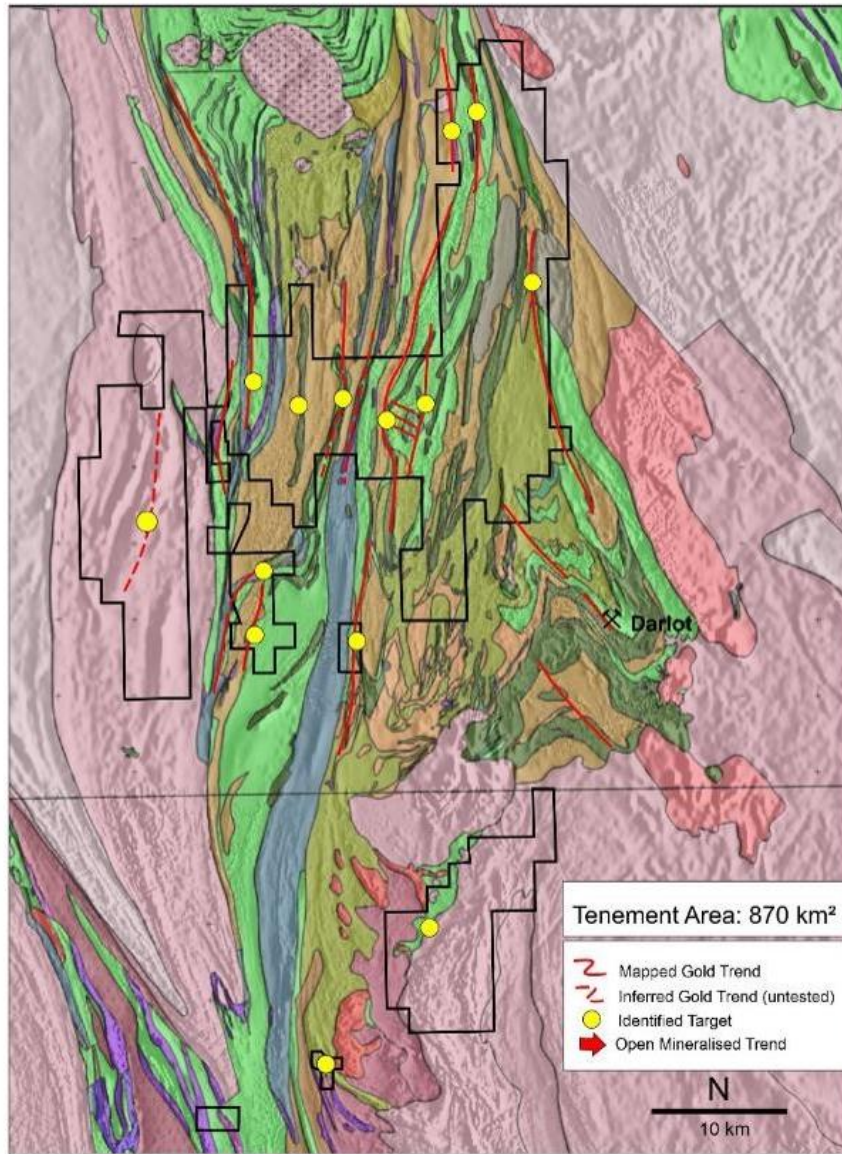 Darlot
Tenement Area: 870 km²
Mapped Gold Trend
Inferred Gold Trend (untested)
Identified Target
Open Mineralised Trend
N
10 km